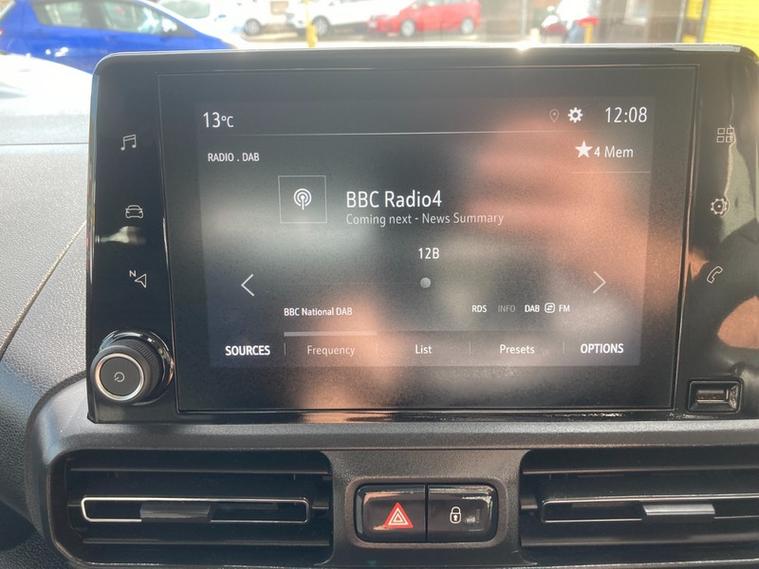 13°C 12:08
RADIO . DAB 4 Mem
BBC Radio4
Coming next - News Summary
12B
BBC National DAB RDS INFO DAB FM
SOURCES Frequency List Presets OPTIONS
N